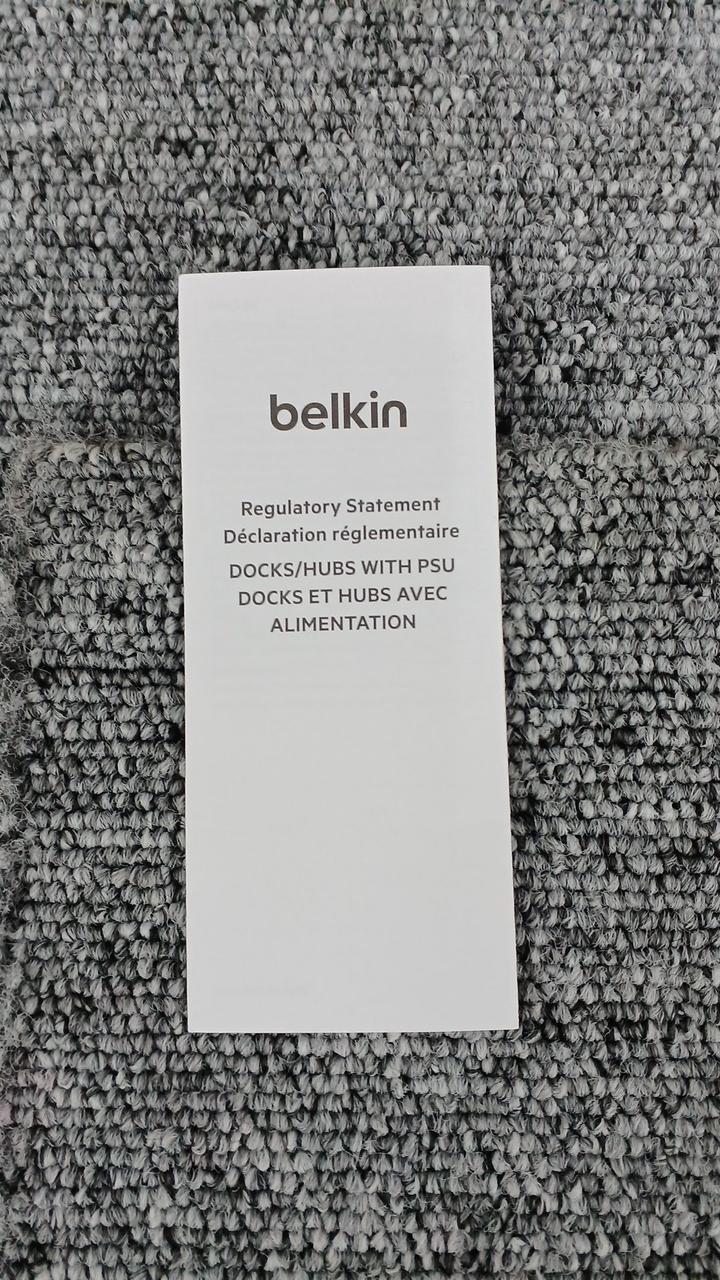 belkin
Regulatory Statement
Déclaration réglementaire
DOCKS/HUBS WITH PSU
DOCKS ET HUBS AVEC
ALIMENTATION